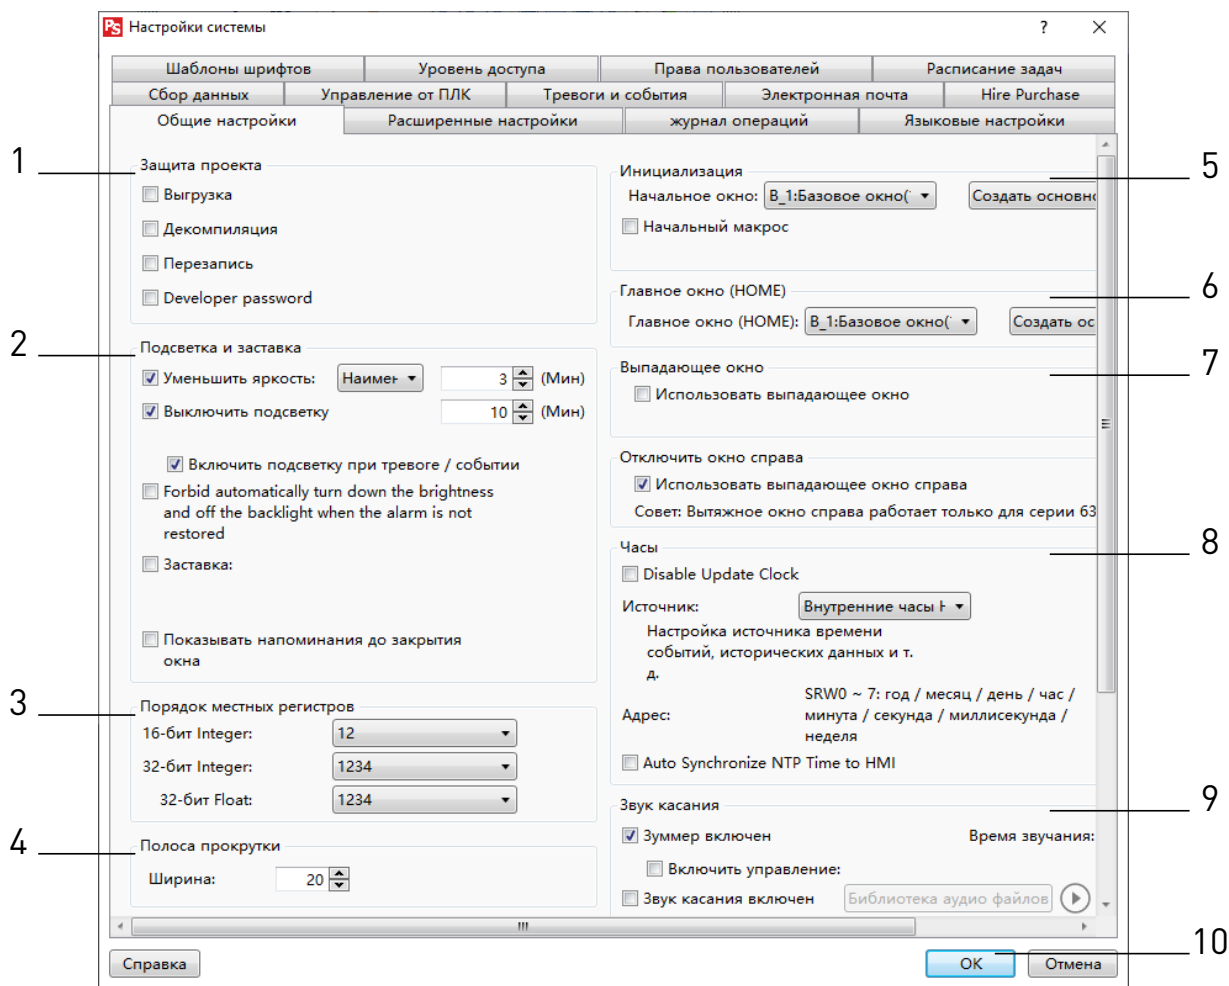 PS Настройки системы ? ×
Шаблоны шрифтов Уровень доступа Права пользователей Расписание задач
Сбор данных Управление от ПЛК Тревоги и события Электронная почта Hire Purchase
Общие настройки Расширенные настройки журнал операций Языковые настройки
1
Защита проекта
Выгрузка
Декомпиляция
Перезапись
Developer password
2
Подсветка и заставка
Уменьшить яркость: Наимен 3 (Мин)
Выключить подсветку 10 (Мин)
Включить подсветку при тревоге / событии
Forbid automatically turn down the brightness
and off the backlight when the alarm is not
restored
Заставка:
Показывать напоминания до закрытия
окна
3
Порядок местных регистров
16-бит Integer: 12
32-бит Integer: 1234
32-бит Float: 1234
4
Полоса прокрутки
Ширина: 20
5
Инициализация
Начальное окно: B_1:Базовое окно( Создать основно
Начальный макрос
6
Главное окно (HOME)
Главное окно (HOME): B_1:Базовое окно( Создать ос
7
Выпадающее окно
Использовать выпадающее окно
Отключить окно справа
Использовать выпадающее окно справа
Совет: Вытяжное окно справа работает только для серии 63
8
Часы
Disable Update Clock
Источник: Внутренние часы H
Настройка источника времени
событий, исторических данных и т.
д.
Адрес:
SRW0 ~ 7: год / месяц / день / час /
минута / секунда / миллисекунда /
неделя
Auto Synchronize NTP Time to HMI
9
Звук касания
Зуммер включен Время звучания:
Включить управление:
Звук касания включен Библиотека аудио файлов
10
Справка OK Отмена